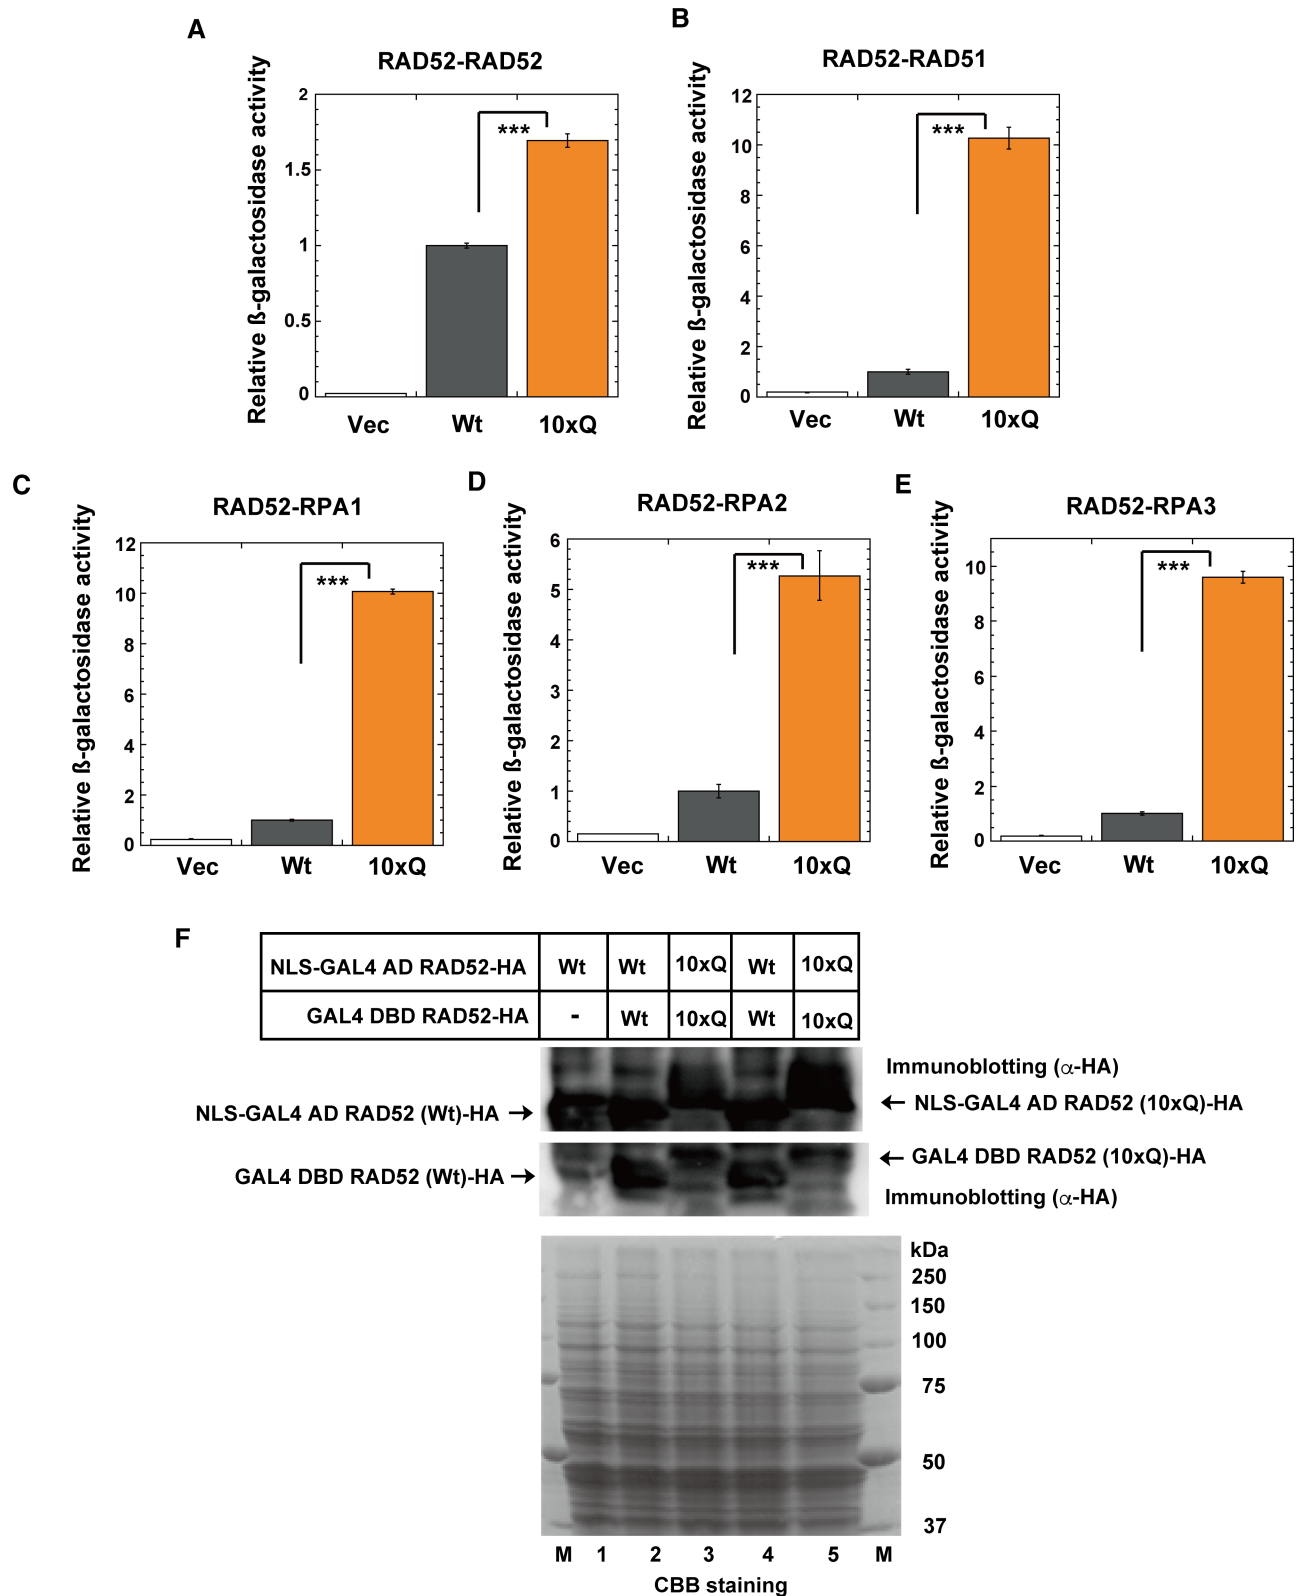 A
RAD52-RAD52
Relative ß-galactosidase activity
2
1.5
1
0.5
0
***
Vec Wt 10xQ
B
RAD52-RAD51
Relative ß-galactosidase activity
12
10
8
6
4
2
0
***
Vec Wt 10xQ
C
RAD52-RPA1
Relative ß-galactosidase activity
12
10
8
6
4
2
0
***
Vec Wt 10xQ
D
RAD52-RPA2
Relative ß-galactosidase activity
6
5
4
3
2
1
0
***
Vec Wt 10xQ
E
RAD52-RPA3
Relative ß-galactosidase activity
10
8
6
4
2
0
***
Vec Wt 10xQ
F
NLS-GAL4 AD RAD52-HA Wt Wt 10xQ Wt 10xQ
GAL4 DBD RAD52-HA - Wt 10xQ Wt 10xQ
Immunoblotting (α-HA)
NLS-GAL4 AD RAD52 (Wt)-HA → ← NLS-GAL4 AD RAD52 (10xQ)-HA
← GAL4 DBD RAD52 (10xQ)-HA
GAL4 DBD RAD52 (Wt)-HA →
Immunoblotting (α-HA)
kDa
250
150
100
75
50
37
M 1 2 3 4 5 M
CBB staining